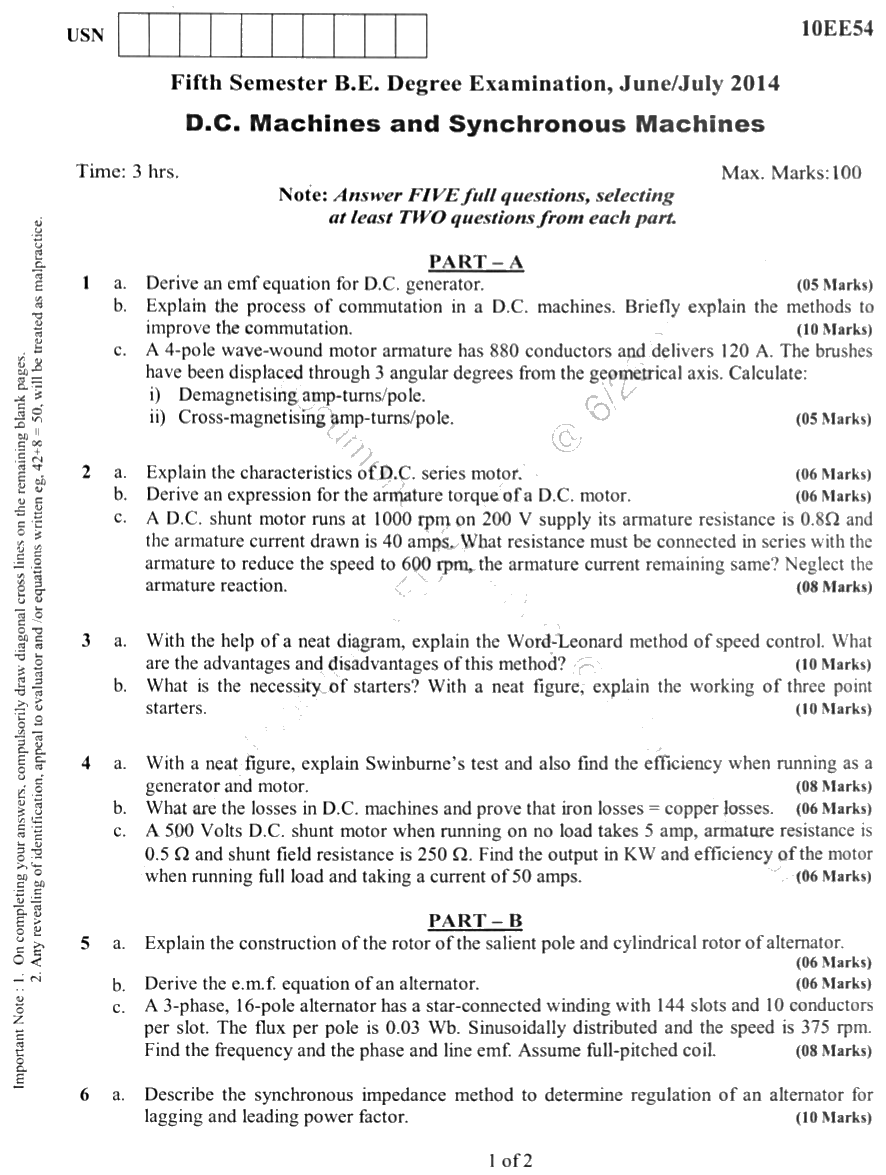 USN
10EE54
Fifth Semester B.E. Degree Examination, June/July 2014
D.C. Machines and Synchronous Machines
Time: 3 hrs.
Max. Marks:100
Note: Answer FIVE full questions, selecting
at least TWO questions from each part.
PART – A
1 a. Derive an emf equation for D.C. generator. (05 Marks)
b. Explain the process of commutation in a D.C. machines. Briefly explain the methods to
improve the commutation. (10 Marks)
c. A 4-pole wave-wound motor armature has 880 conductors and delivers 120 A. The brushes
have been displaced through 3 angular degrees from the geometrical axis. Calculate:
i) Demagnetising amp-turns/pole.
ii) Cross-magnetising amp-turns/pole. (05 Marks)
2 a. Explain the characteristics of D.C. series motor. (06 Marks)
b. Derive an expression for the armature torque of a D.C. motor. (06 Marks)
c. A D.C. shunt motor runs at 1000 rpm on 200 V supply its armature resistance is 0.8Ω and
the armature current drawn is 40 amps. What resistance must be connected in series with the
armature to reduce the speed to 600 rpm, the armature current remaining same? Neglect the
armature reaction. (08 Marks)
3 a. With the help of a neat diagram, explain the Word-Leonard method of speed control. What
are the advantages and disadvantages of this method? (10 Marks)
b. What is the necessity of starters? With a neat figure, explain the working of three point
starters. (10 Marks)
4 a. With a neat figure, explain Swinburne's test and also find the efficiency when running as a
generator and motor. (08 Marks)
b. What are the losses in D.C. machines and prove that iron losses = copper losses. (06 Marks)
c. A 500 Volts D.C. shunt motor when running on no load takes 5 amp, armature resistance is
0.5 Ω and shunt field resistance is 250 Ω. Find the output in KW and efficiency of the motor
when running full load and taking a current of 50 amps. (06 Marks)
PART – B
5 a. Explain the construction of the rotor of the salient pole and cylindrical rotor of alternator.
(06 Marks)
b. Derive the e.m.f. equation of an alternator. (06 Marks)
c. A 3-phase, 16-pole alternator has a star-connected winding with 144 slots and 10 conductors
per slot. The flux per pole is 0.03 Wb. Sinusoidally distributed and the speed is 375 rpm.
Find the frequency and the phase and line emf. Assume full-pitched coil. (08 Marks)
6 a. Describe the synchronous impedance method to determine regulation of an alternator for
lagging and leading power factor. (10 Marks)
1 of 2
Important Note : 1. On completing your answers, compulsorily draw diagonal cross lines on the remaining blank pages.
2. Any revealing of identification, appeal to evaluator and /or equations written eg, 42+8 = 50, will be treated as malpractice.